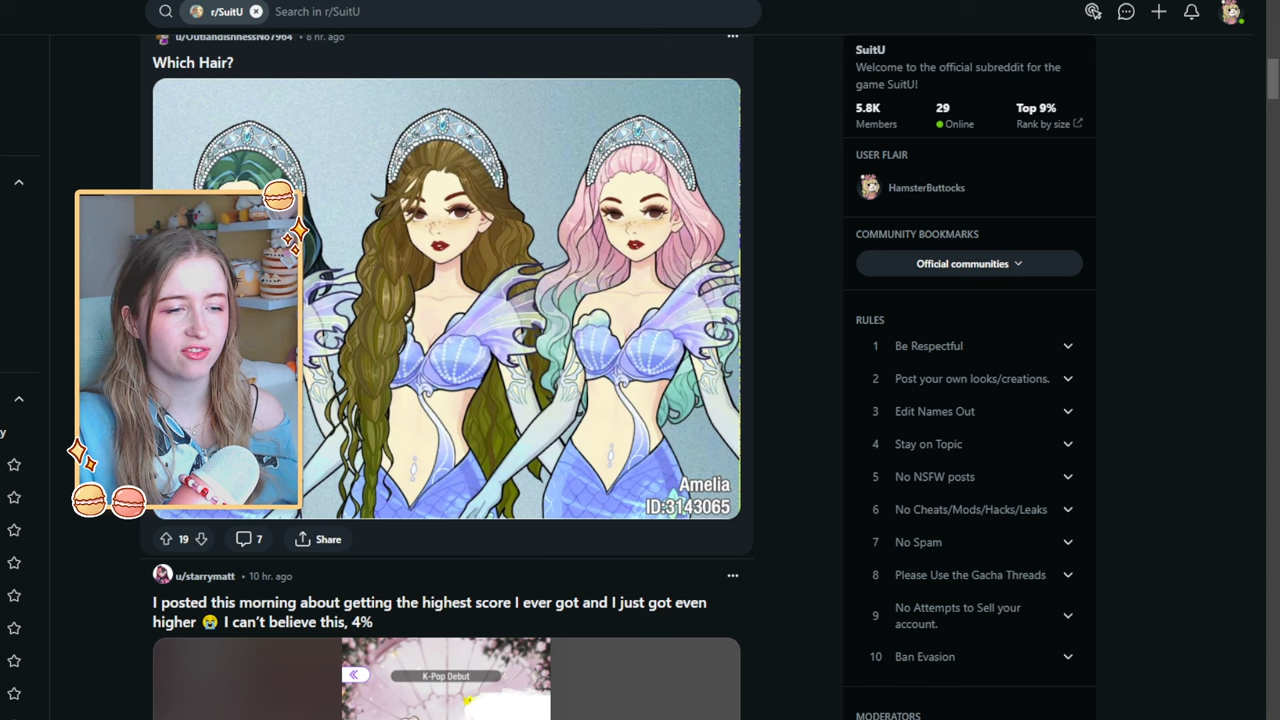 r/SuitU
Search in r/SuitU
u/OutlandishnessNo7964 • 8 hr. ago
Which Hair?
Amelia
ID:3143065
19
7
Share
u/starrymatt • 10 hr. ago
I posted this morning about getting the highest score I ever got and I just got even
higher 😭 I can't believe this, 4%
K-Pop Debut
y
SuitU
Welcome to the official subreddit for the
game SuitU!
5.8K
29
Top 9%
Members
Online
Rank by size
USER FLAIR
HamsterButtocks
COMMUNITY BOOKMARKS
Official communities
RULES
1 Be Respectful
2 Post your own looks/creations.
3 Edit Names Out
4 Stay on Topic
5 No NSFW posts
6 No Cheats/Mods/Hacks/Leaks
7 No Spam
8 Please Use the Gacha Threads
9 No Attempts to Sell your
account.
10 Ban Evasion
MODERATORS